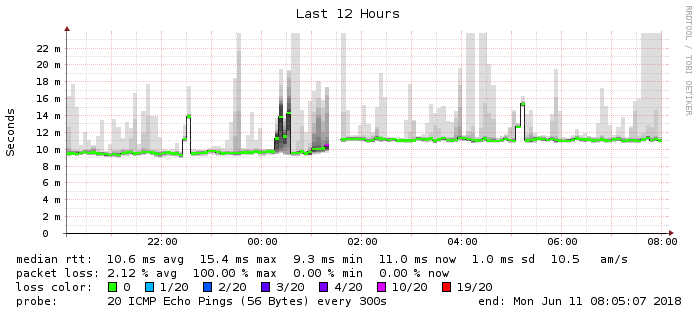 Last 12 Hours
RRDTOOL / TOBI OETIKER
Seconds
22 m
20 m
18 m
16 m
14 m
12 m
10 m
8 m
6 m
4 m
2 m
0
22:00 00:00 02:00 04:00 06:00 08:00
median rtt: 10.6 ms avg 15.4 ms max 9.3 ms min 11.0 ms now 1.0 ms sd 10.5 am/s
packet loss: 2.12 % avg 100.00 % max 0.00 % min 0.00 % now
loss color: 0 1/20 2/20 3/20 4/20 10/20 19/20
probe: 20 ICMP Echo Pings (56 Bytes) every 300s end: Mon Jun 11 08:05:07 2018